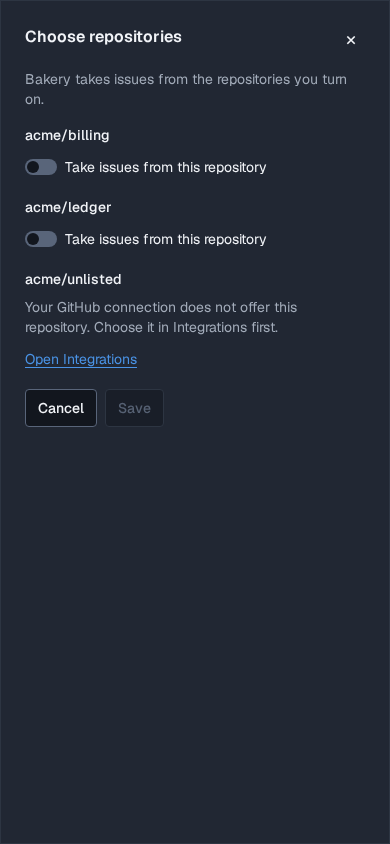 Choose repositories
Bakery takes issues from the repositories you turn
on.
acme/billing
Take issues from this repository
acme/ledger
Take issues from this repository
acme/unlisted
Your GitHub connection does not offer this
repository. Choose it in Integrations first.
Open Integrations
Cancel Save